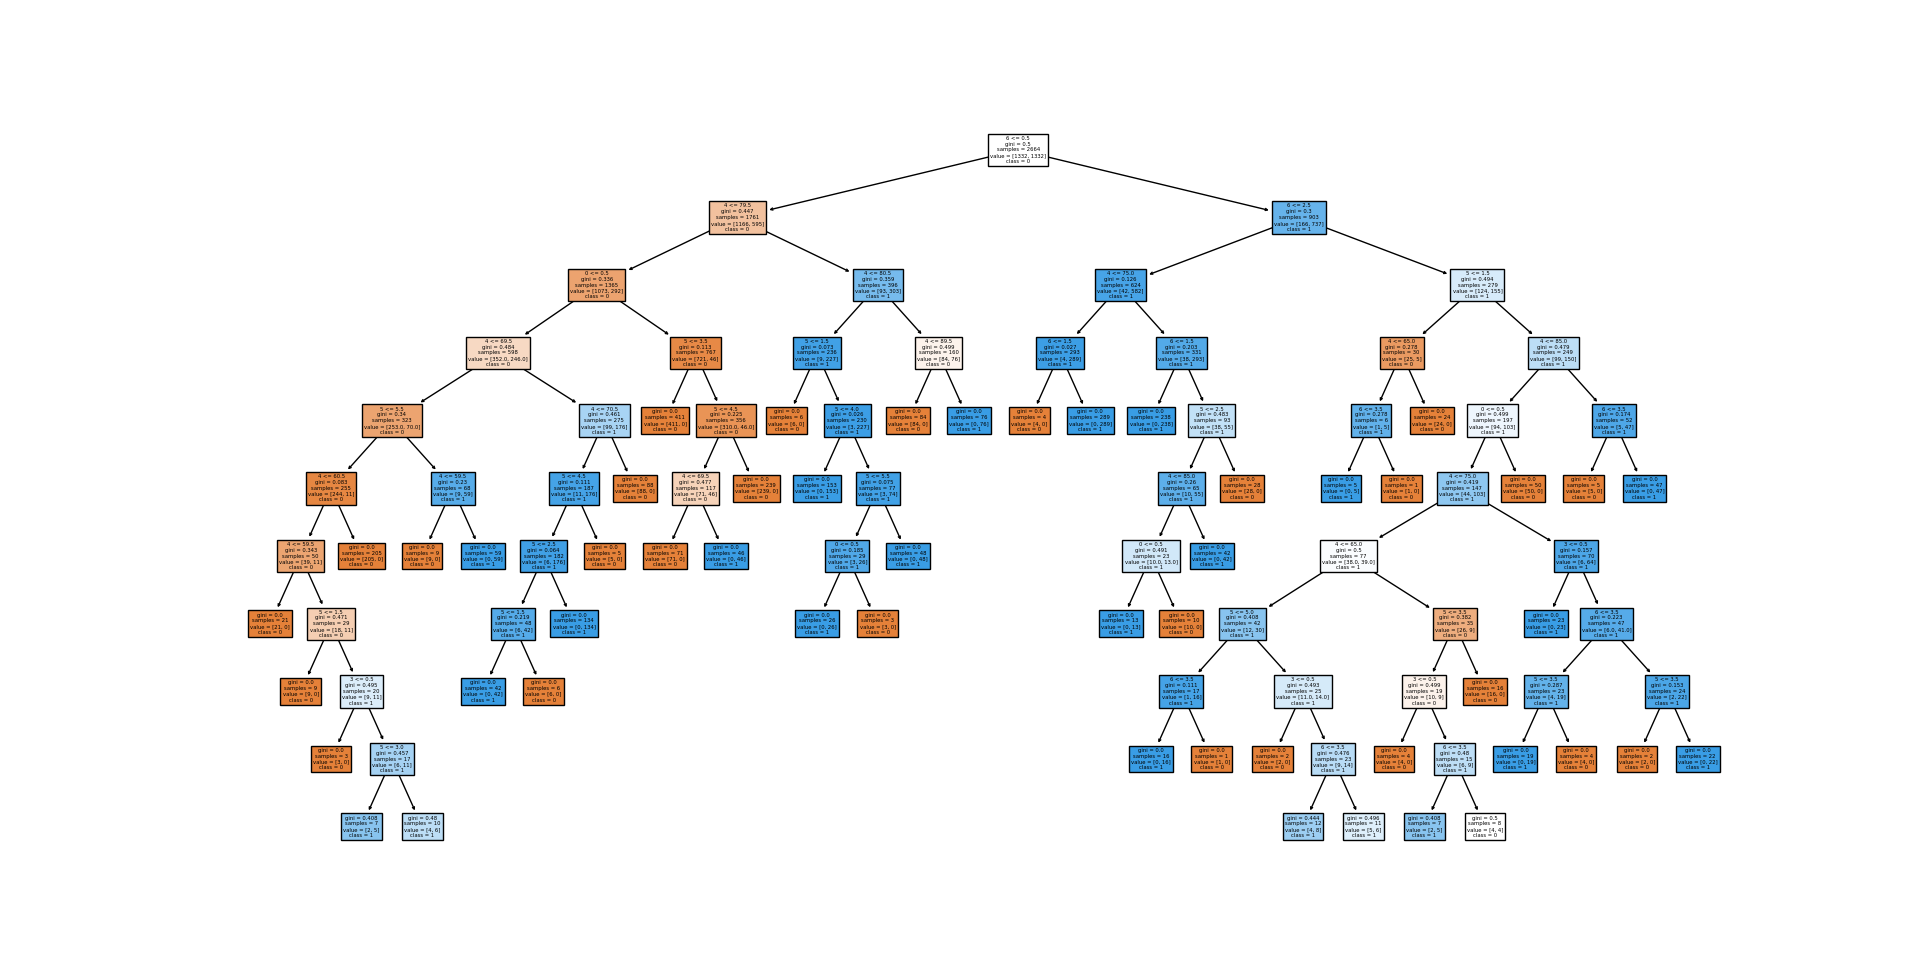 6 <= 0.5
gini = 0.5
samples = 2664
value = [1332, 1332]
class = 0
4 <= 79.5
gini = 0.447
samples = 1761
value = [1166, 595]
class = 0
6 <= 2.5
gini = 0.3
samples = 903
value = [166, 737]
class = 1
0 <= 0.5
gini = 0.336
samples = 1365
value = [1073, 292]
class = 0
4 <= 80.5
gini = 0.359
samples = 396
value = [93, 303]
class = 1
4 <= 75.0
gini = 0.126
samples = 624
value = [42, 582]
class = 1
5 <= 1.5
gini = 0.494
samples = 279
value = [124, 155]
class = 1
4 <= 69.5
gini = 0.484
samples = 598
value = [352.0, 246.0]
class = 0
5 <= 3.5
gini = 0.113
samples = 767
value = [721, 46]
class = 0
5 <= 1.5
gini = 0.073
samples = 236
value = [9, 227]
class = 1
4 <= 89.5
gini = 0.499
samples = 160
value = [84, 76]
class = 0
6 <= 1.5
gini = 0.027
samples = 293
value = [4, 289]
class = 1
6 <= 1.5
gini = 0.203
samples = 331
value = [38, 293]
class = 1
4 <= 65.0
gini = 0.278
samples = 30
value = [25, 5]
class = 0
4 <= 85.0
gini = 0.479
samples = 249
value = [99, 150]
class = 1
5 <= 5.5
gini = 0.34
samples = 323
value = [253.0, 70.0]
class = 0
4 <= 70.5
gini = 0.461
samples = 275
value = [99, 176]
class = 1
gini = 0.0
samples = 411
value = [411, 0]
class = 0
5 <= 4.5
gini = 0.225
samples = 356
value = [310.0, 46.0]
class = 0
gini = 0.0
samples = 6
value = [6, 0]
class = 0
5 <= 4.0
gini = 0.026
samples = 230
value = [3, 227]
class = 1
gini = 0.0
samples = 84
value = [84, 0]
class = 0
gini = 0.0
samples = 76
value = [0, 76]
class = 1
gini = 0.0
samples = 4
value = [4, 0]
class = 0
gini = 0.0
samples = 289
value = [0, 289]
class = 1
gini = 0.0
samples = 238
value = [0, 238]
class = 1
5 <= 2.5
gini = 0.483
samples = 93
value = [38, 55]
class = 1
6 <= 3.5
gini = 0.278
samples = 6
value = [1, 5]
class = 1
gini = 0.0
samples = 24
value = [24, 0]
class = 0
0 <= 0.5
gini = 0.499
samples = 197
value = [94, 103]
class = 1
6 <= 3.5
gini = 0.174
samples = 52
value = [5, 47]
class = 1
4 <= 60.5
gini = 0.083
samples = 255
value = [244, 11]
class = 0
4 <= 59.5
gini = 0.23
samples = 68
value = [9, 59]
class = 1
5 <= 4.5
gini = 0.111
samples = 187
value = [11, 176]
class = 1
gini = 0.0
samples = 88
value = [88, 0]
class = 0
4 <= 69.5
gini = 0.477
samples = 117
value = [71, 46]
class = 0
gini = 0.0
samples = 239
value = [239, 0]
class = 0
gini = 0.0
samples = 153
value = [0, 153]
class = 1
5 <= 5.5
gini = 0.075
samples = 77
value = [3, 74]
class = 1
4 <= 85.0
gini = 0.26
samples = 65
value = [10, 55]
class = 1
gini = 0.0
samples = 28
value = [28, 0]
class = 0
gini = 0.0
samples = 5
value = [0, 5]
class = 1
gini = 0.0
samples = 1
value = [1, 0]
class = 0
4 <= 75.0
gini = 0.419
samples = 147
value = [44, 103]
class = 1
gini = 0.0
samples = 50
value = [50, 0]
class = 0
gini = 0.0
samples = 5
value = [5, 0]
class = 0
gini = 0.0
samples = 47
value = [0, 47]
class = 1
4 <= 59.5
gini = 0.343
samples = 50
value = [39, 11]
class = 0
gini = 0.0
samples = 205
value = [205, 0]
class = 0
gini = 0.0
samples = 9
value = [9, 0]
class = 0
gini = 0.0
samples = 59
value = [0, 59]
class = 1
5 <= 2.5
gini = 0.064
samples = 182
value = [6, 176]
class = 1
gini = 0.0
samples = 5
value = [5, 0]
class = 0
gini = 0.0
samples = 71
value = [71, 0]
class = 0
gini = 0.0
samples = 46
value = [0, 46]
class = 1
0 <= 0.5
gini = 0.185
samples = 29
value = [3, 26]
class = 1
gini = 0.0
samples = 48
value = [0, 48]
class = 1
0 <= 0.5
gini = 0.491
samples = 23
value = [10.0, 13.0]
class = 1
gini = 0.0
samples = 42
value = [0, 42]
class = 1
4 <= 65.0
gini = 0.5
samples = 77
value = [38.0, 39.0]
class = 1
3 <= 0.5
gini = 0.157
samples = 70
value = [6, 64]
class = 1
gini = 0.0
samples = 21
value = [21, 0]
class = 0
5 <= 1.5
gini = 0.471
samples = 29
value = [18, 11]
class = 0
5 <= 1.5
gini = 0.219
samples = 48
value = [6, 42]
class = 1
gini = 0.0
samples = 134
value = [0, 134]
class = 1
gini = 0.0
samples = 26
value = [0, 26]
class = 1
gini = 0.0
samples = 3
value = [3, 0]
class = 0
gini = 0.0
samples = 13
value = [0, 13]
class = 1
gini = 0.0
samples = 10
value = [10, 0]
class = 0
5 <= 5.0
gini = 0.408
samples = 42
value = [12, 30]
class = 1
5 <= 3.5
gini = 0.382
samples = 35
value = [26, 9]
class = 0
gini = 0.0
samples = 23
value = [0, 23]
class = 1
6 <= 3.5
gini = 0.223
samples = 47
value = [6.0, 41.0]
class = 1
gini = 0.0
samples = 9
value = [9, 0]
class = 0
3 <= 0.5
gini = 0.495
samples = 20
value = [9, 11]
class = 1
gini = 0.0
samples = 42
value = [0, 42]
class = 1
gini = 0.0
samples = 6
value = [6, 0]
class = 0
6 <= 3.5
gini = 0.111
samples = 17
value = [1, 16]
class = 1
3 <= 0.5
gini = 0.493
samples = 25
value = [11.0, 14.0]
class = 1
3 <= 0.5
gini = 0.499
samples = 19
value = [10, 9]
class = 0
gini = 0.0
samples = 16
value = [16, 0]
class = 0
5 <= 3.5
gini = 0.287
samples = 23
value = [4, 19]
class = 1
5 <= 3.5
gini = 0.153
samples = 24
value = [2, 22]
class = 1
gini = 0.0
samples = 3
value = [3, 0]
class = 0
5 <= 3.0
gini = 0.457
samples = 17
value = [6, 11]
class = 1
gini = 0.0
samples = 16
value = [0, 16]
class = 1
gini = 0.0
samples = 1
value = [1, 0]
class = 0
gini = 0.0
samples = 2
value = [2, 0]
class = 0
6 <= 3.5
gini = 0.476
samples = 23
value = [9, 14]
class = 1
gini = 0.0
samples = 4
value = [4, 0]
class = 0
6 <= 3.5
gini = 0.48
samples = 15
value = [6, 9]
class = 1
gini = 0.0
samples = 19
value = [0, 19]
class = 1
gini = 0.0
samples = 4
value = [4, 0]
class = 0
gini = 0.0
samples = 2
value = [2, 0]
class = 0
gini = 0.0
samples = 22
value = [0, 22]
class = 1
gini = 0.408
samples = 7
value = [2, 5]
class = 1
gini = 0.48
samples = 10
value = [4, 6]
class = 1
gini = 0.444
samples = 12
value = [4, 8]
class = 1
gini = 0.496
samples = 11
value = [5, 6]
class = 1
gini = 0.408
samples = 7
value = [2, 5]
class = 1
gini = 0.5
samples = 8
value = [4, 4]
class = 0